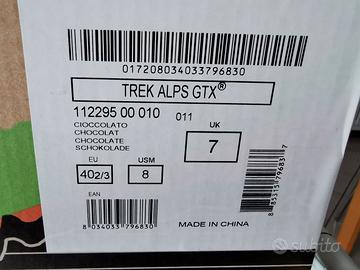 017208034033796830
TREK ALPS GTX®
112295 00 010 011
CIOCCOLATO
CHOCOLAT
CHOCOLATE
SCHOKOLADE
UK
7
EU
USM
40 2/3
8
EAN
8 034033 796830
MADE IN CHINA
subito